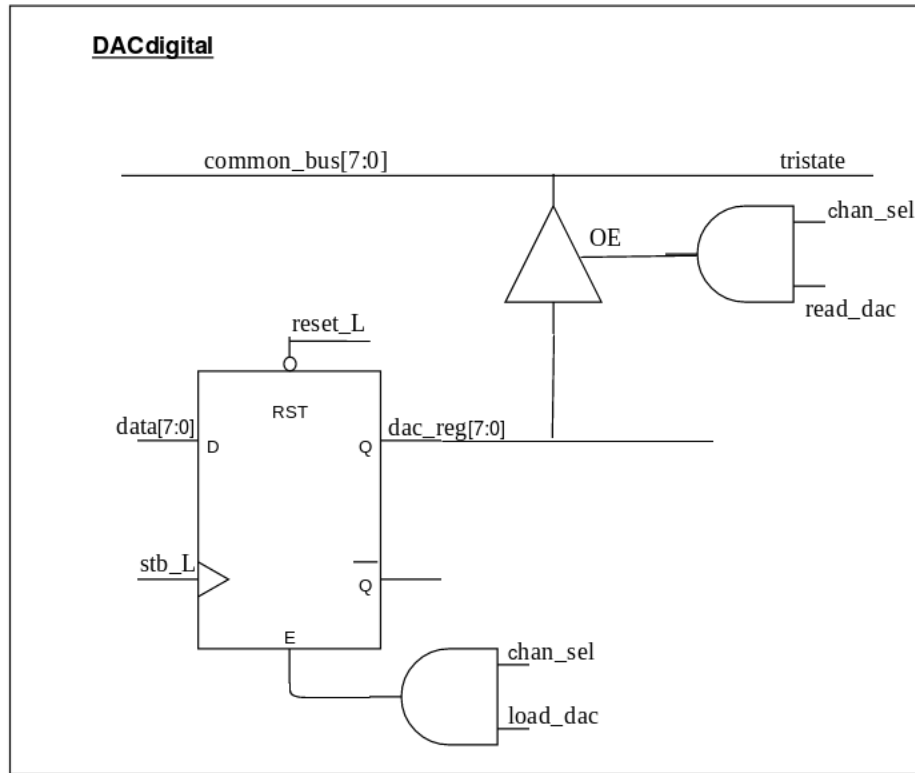 DACdigital
common_bus[7:0]
tristate
chan_sel
OE
read_dac
reset_L
RST
data[7:0]
dac_reg[7:0]
D
Q
stb_L
Q
E
chan_sel
load_dac